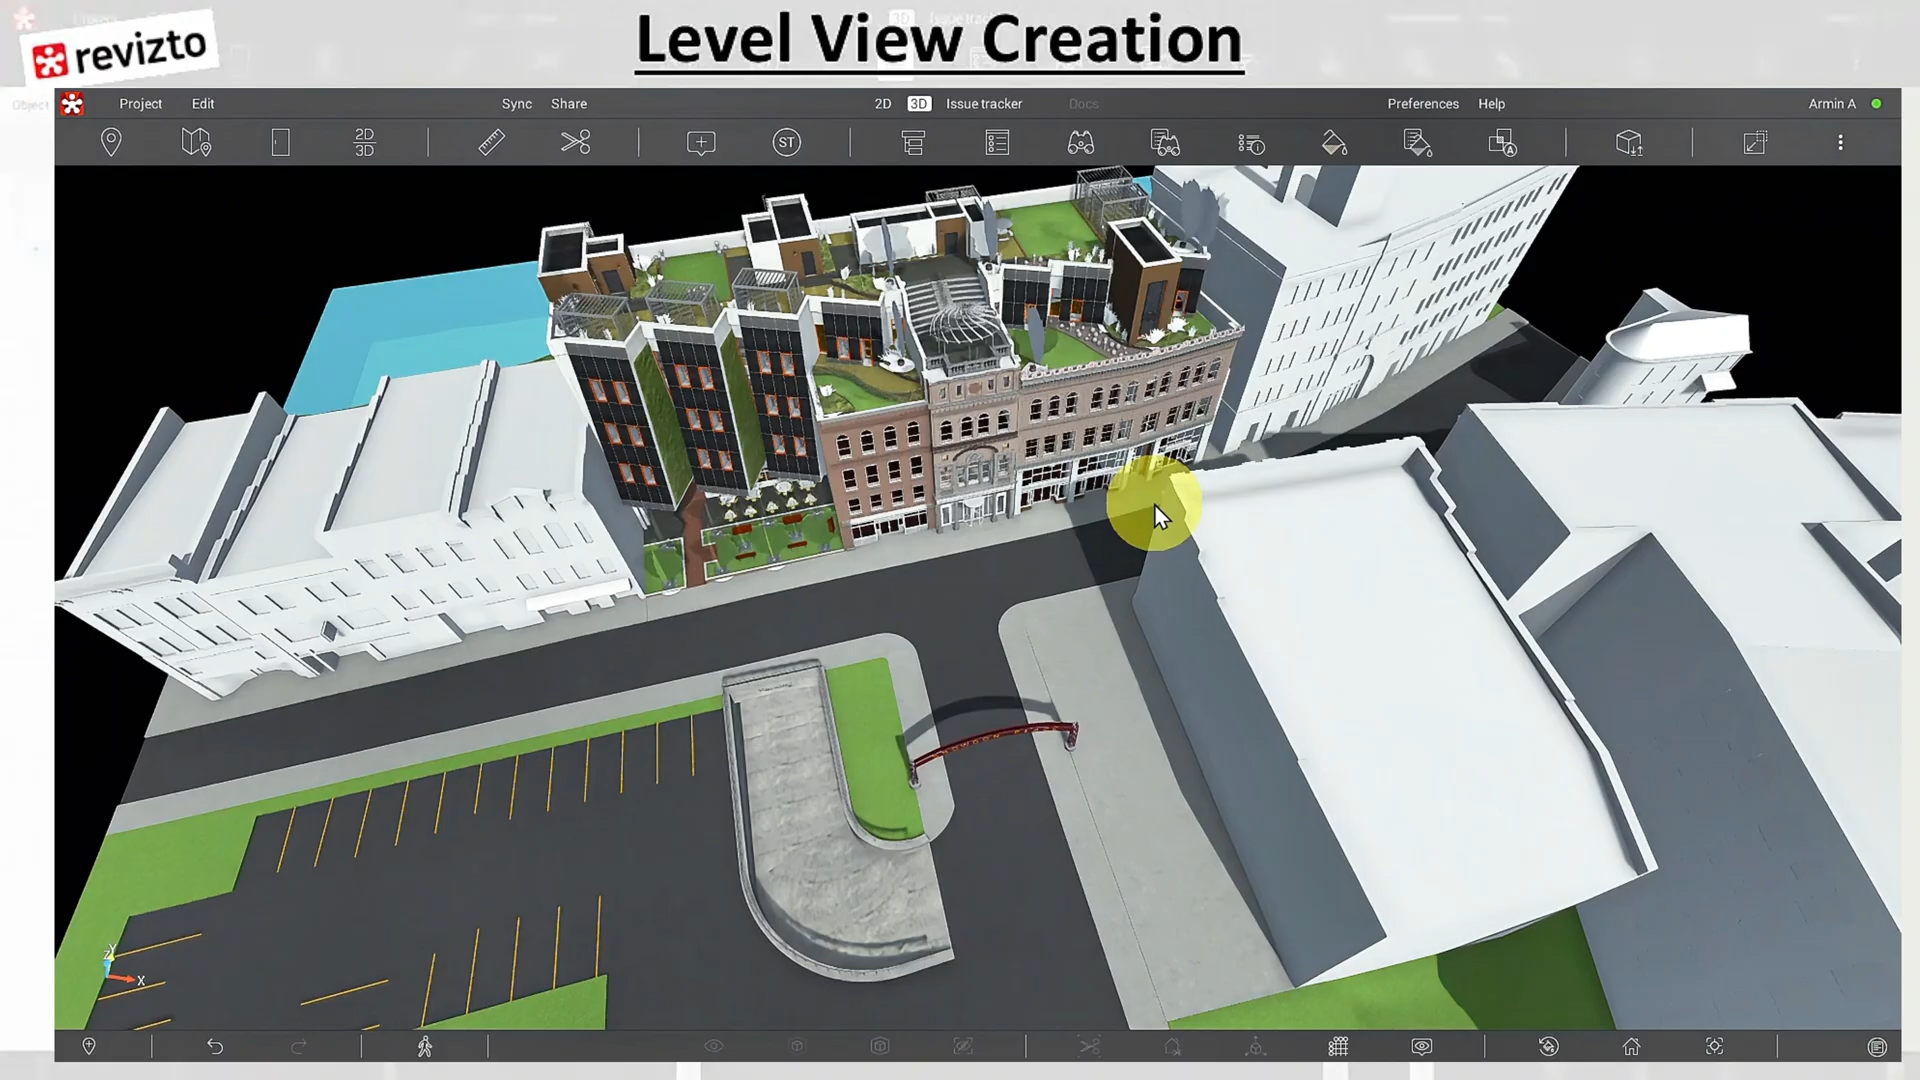 Level View Creation
revizto
Project Edit Sync Share 2D 3D Issue tracker Docs Preferences Help Armin A
2D
3D
ST
A
Object
Y
Z
X